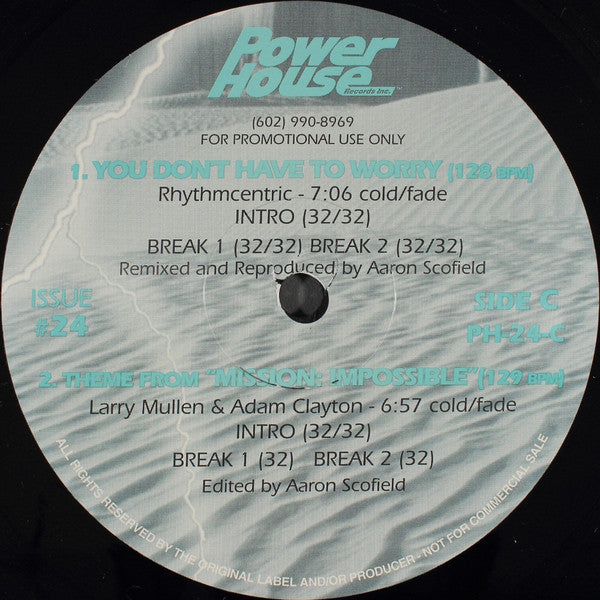 Power
House
Records Inc.™
(602) 990-8969
FOR PROMOTIONAL USE ONLY
1. YOU DON'T HAVE TO WORRY (128 BPM)
Rhythmcentric - 7:06 cold/fade
INTRO (32/32)
BREAK 1 (32/32) BREAK 2 (32/32)
Remixed and Reproduced by Aaron Scofield
ISSUE
#24
SIDE C
PH-24-C
2. THEME FROM "MISSION: IMPOSSIBLE" (129 BPM)
Larry Mullen & Adam Clayton - 6:57 cold/fade
INTRO (32/32)
BREAK 1 (32) BREAK 2 (32)
Edited by Aaron Scofield
ALL RIGHTS RESERVED BY THE ORIGINAL LABEL AND/OR PRODUCER - NOT FOR COMMERCIAL SALE